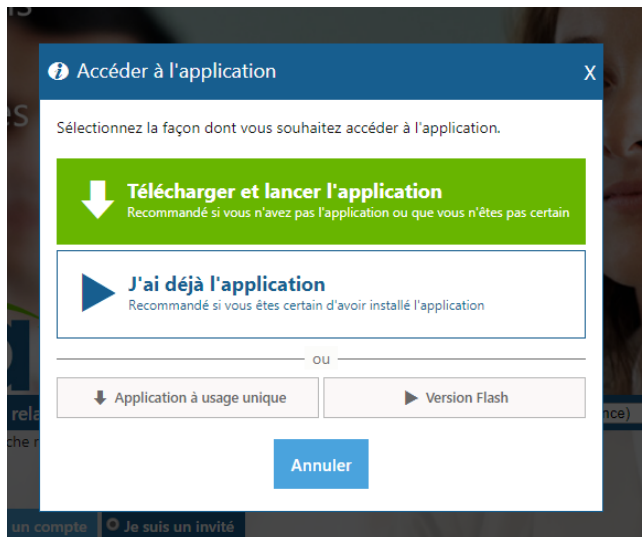 Accéder à l'application
X
Sélectionnez la façon dont vous souhaitez accéder à l'application.
Télécharger et lancer l'application
Recommandé si vous n'avez pas l'application ou que vous n'êtes pas certain
J'ai déjà l'application
Recommandé si vous êtes certain d'avoir installé l'application
ou
Application à usage unique
Version Flash
Annuler
un compte
Je suis un invité